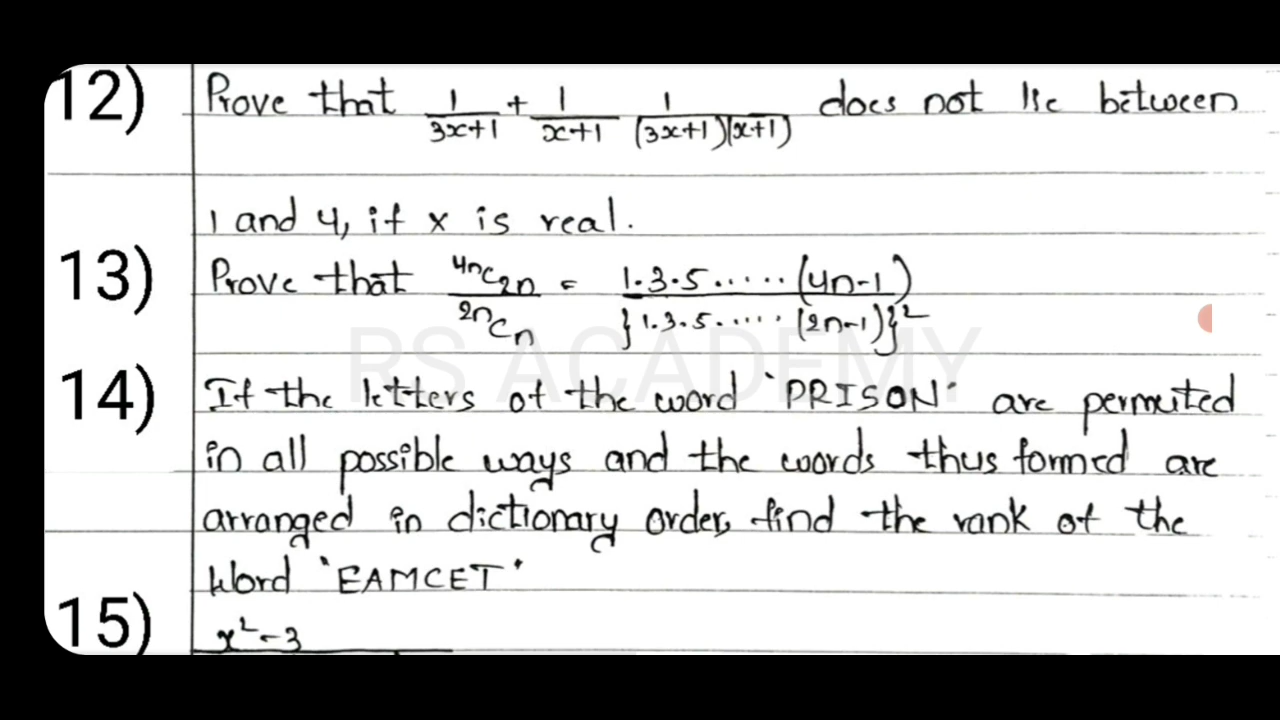 12) Prove that 1/3x+1 + 1/x+1 1/(3x+1)(x+1) does not lie between
1 and 4, if x is real.
13) Prove that 4nC2n/2nCn = 1.3.5......(4n-1)/}1.3.5......(2n-1)}²
RS ACADEMY
14) If the letters of the word 'PRISON' are permuted
in all possible ways and the words thus formed are
arranged in dictionary order, find the rank of the
Word 'EAMCET'
15) x²-3